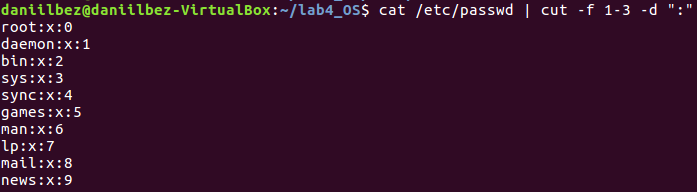 daniilbez@daniilbez-VirtualBox:~/lab4_OS$ cat /etc/passwd | cut -f 1-3 -d ":"
root:x:0
daemon:x:1
bin:x:2
sys:x:3
sync:x:4
games:x:5
man:x:6
lp:x:7
mail:x:8
news:x:9